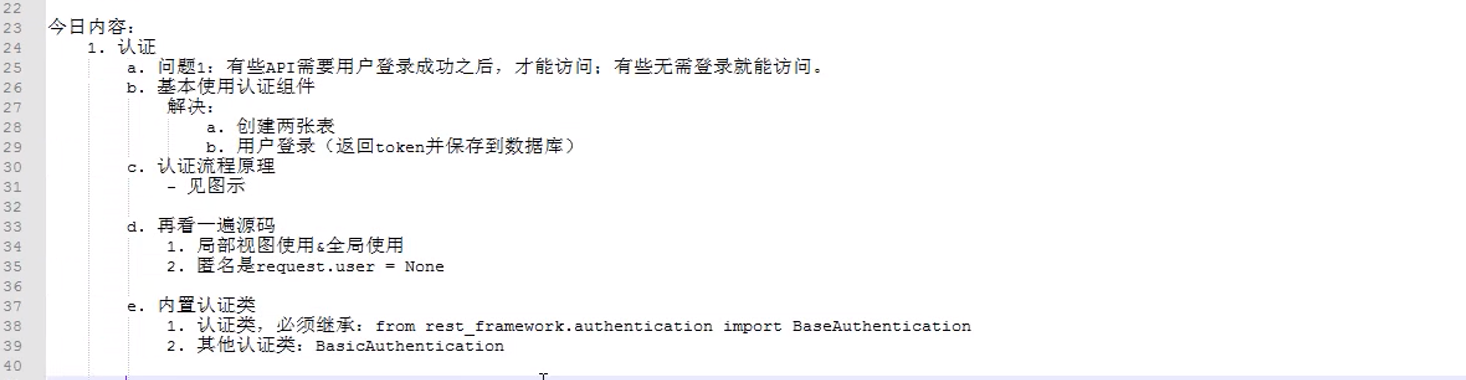 22
23 今日内容：
24 1. 认证
25 a. 问题1：有些API需要用户登录成功之后，才能访问；有些无需登录就能访问。
26 b. 基本使用认证组件
27 解决：
28 a. 创建两张表
29 b. 用户登录（返回token并保存到数据库）
30 c. 认证流程原理
31 - 见图示
32
33 d. 再看一遍源码
34 1. 局部视图使用&全局使用
35 2. 匿名是request.user = None
36
37 e. 内置认证类
38 1. 认证类，必须继承：from rest_framework.authentication import BaseAuthentication
39 2. 其他认证类：BasicAuthentication
40